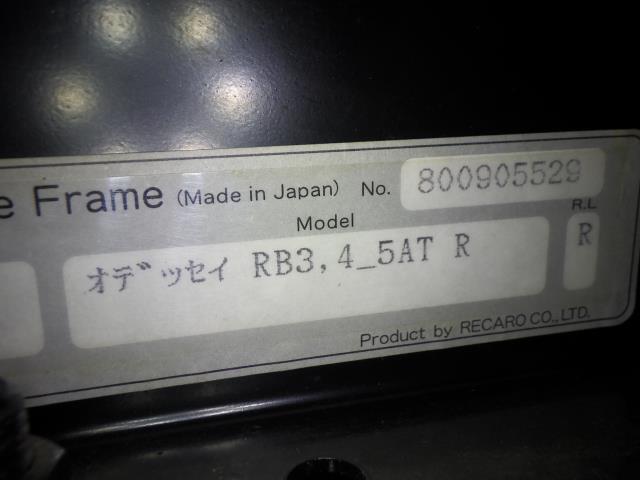 e Frame (Made in Japan) No. 800905529
Model R.L
オデッセイ RB3,4_5AT R R
Product by RECARO CO., LTD.